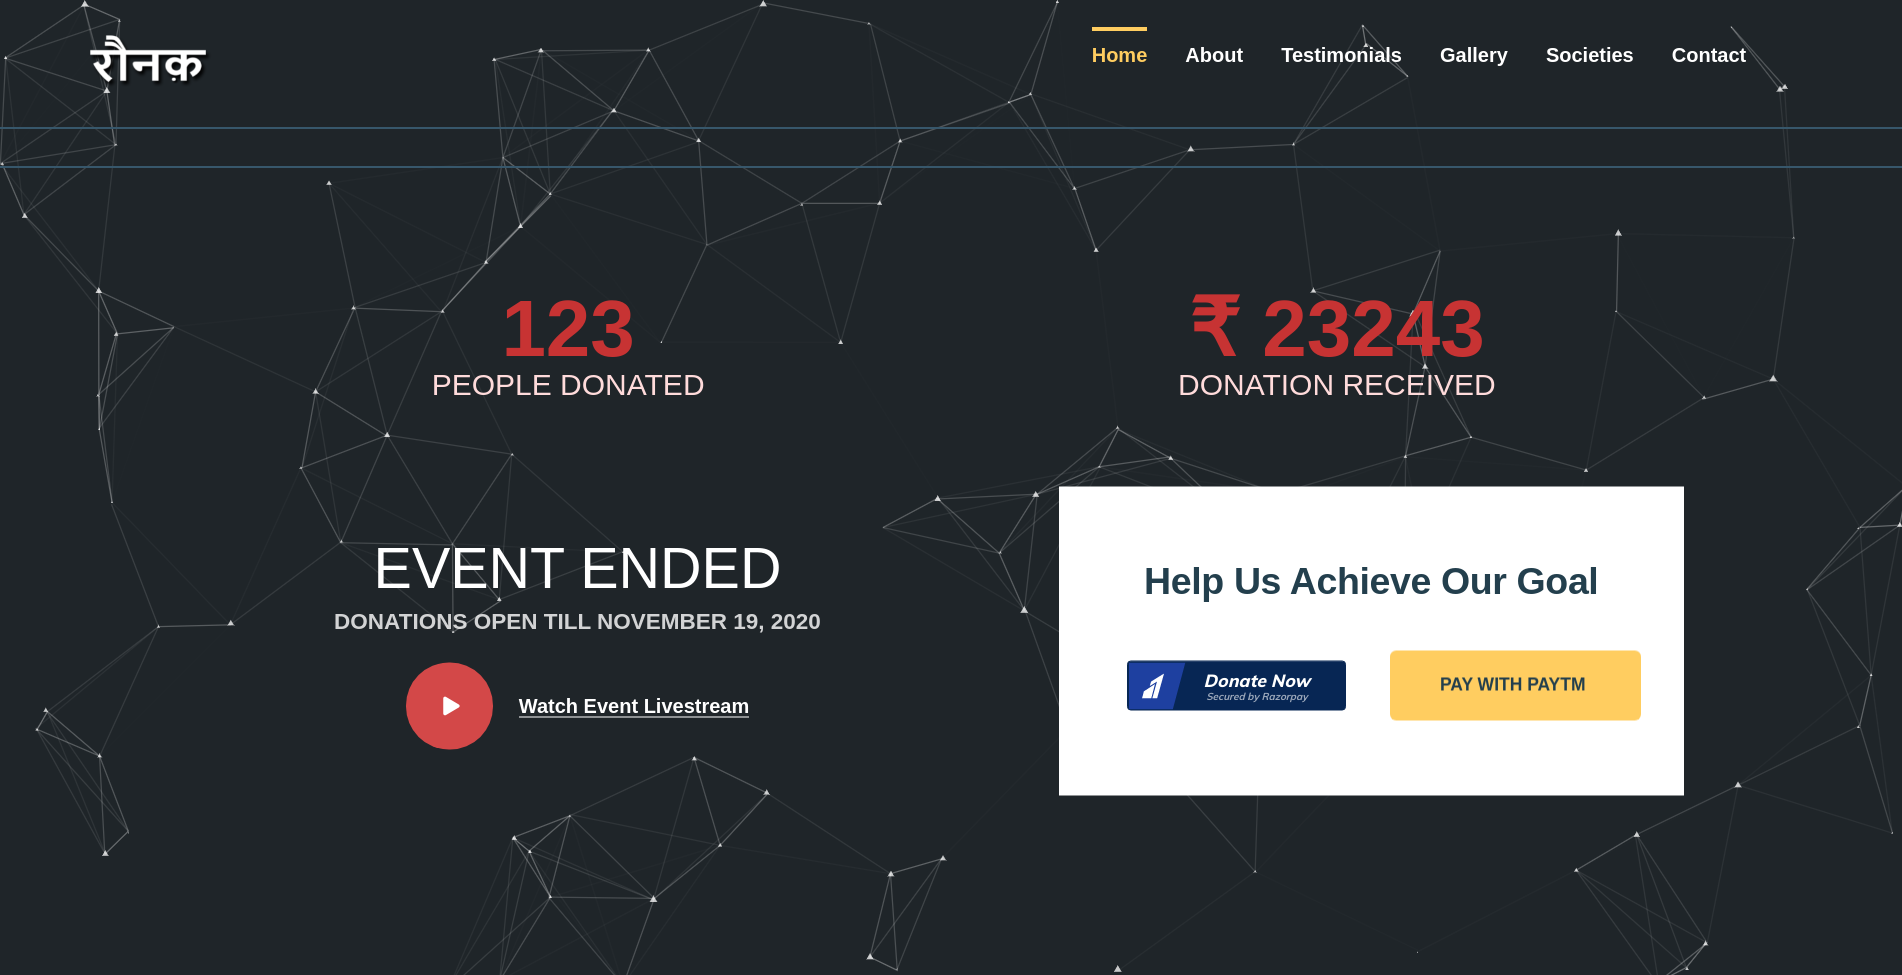 रौनक़
Home About Testimonials Gallery Societies Contact
123
PEOPLE DONATED
₹ 23243
DONATION RECEIVED
EVENT ENDED
DONATIONS OPEN TILL NOVEMBER 19, 2020
Watch Event Livestream
Help Us Achieve Our Goal
Donate Now
Secured by Razorpay
PAY WITH PAYTM